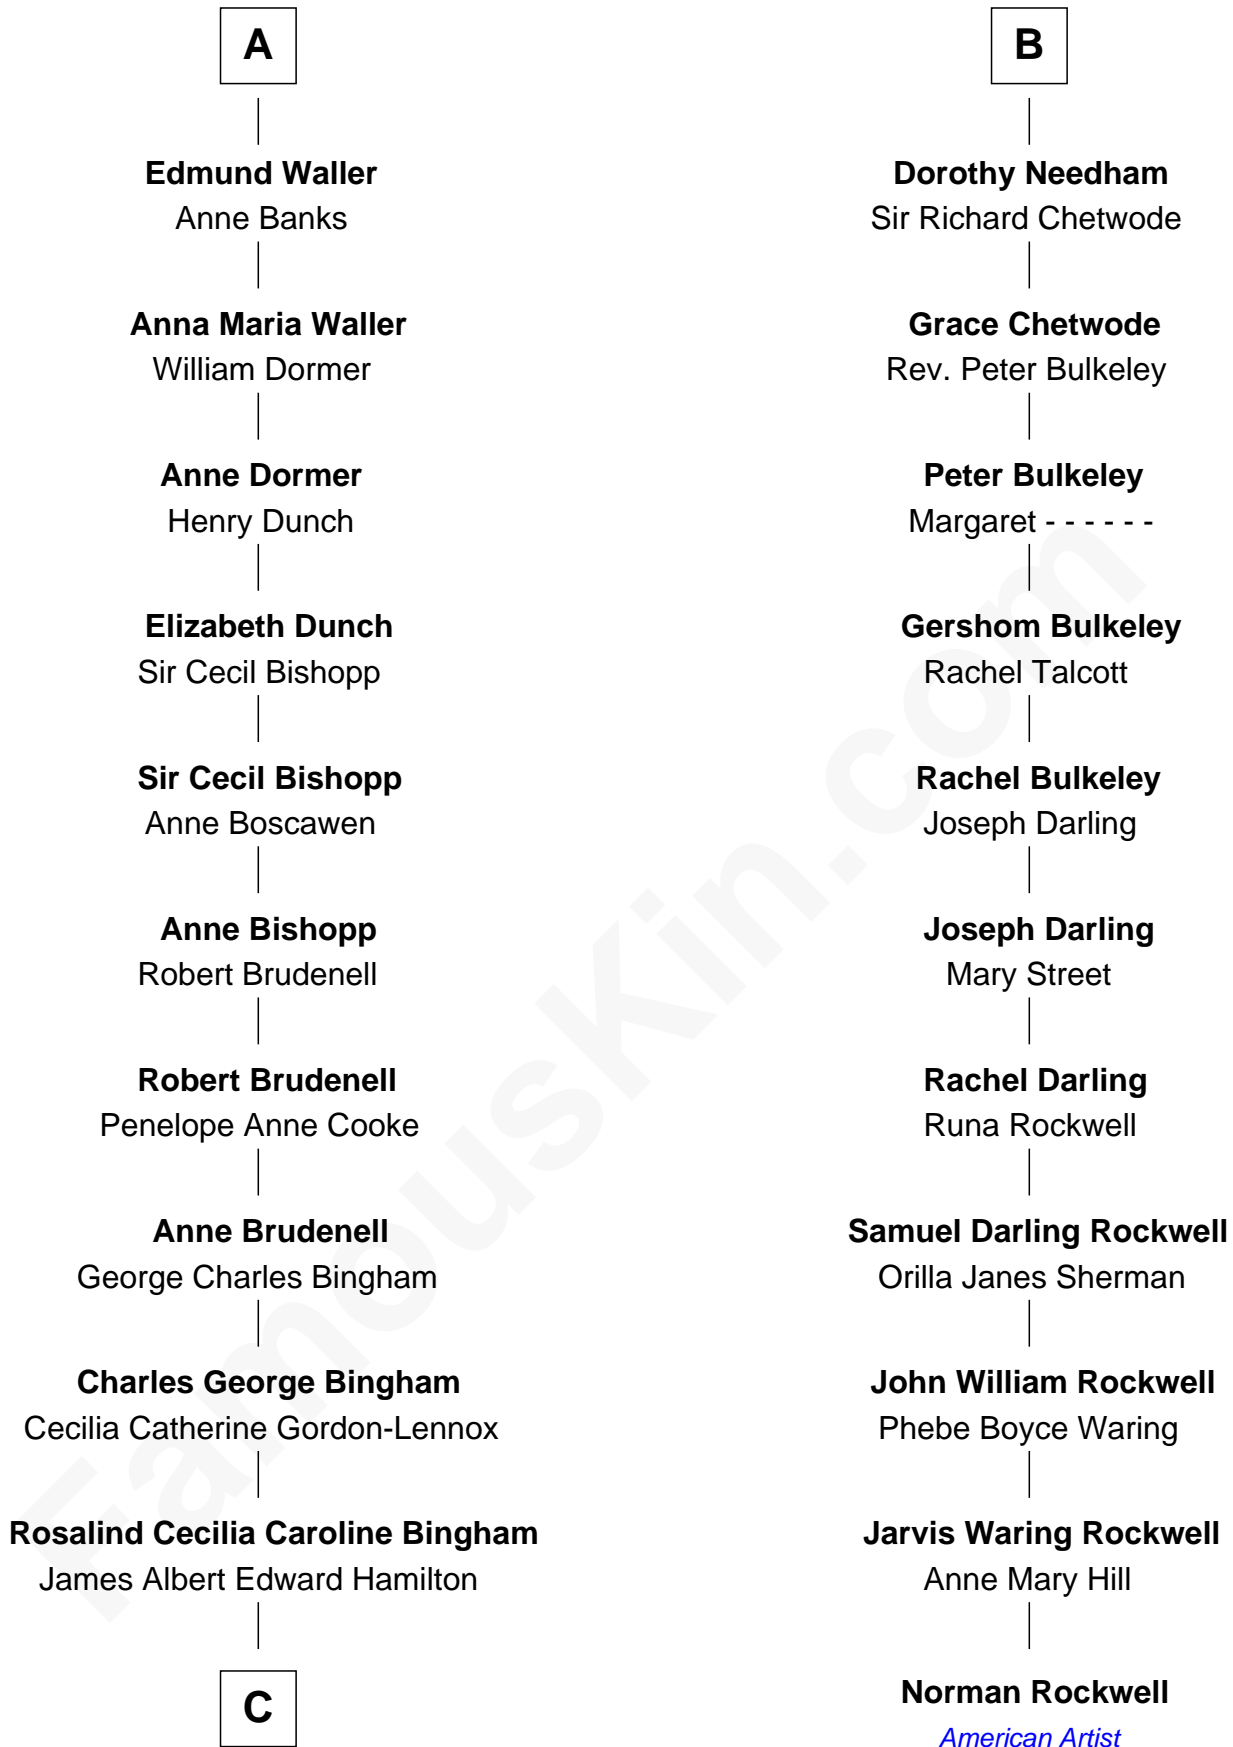 A
Edmund Waller
Anne Banks
Anna Maria Waller
William Dormer
Anne Dormer
Henry Dunch
Elizabeth Dunch
Sir Cecil Bishopp
Sir Cecil Bishopp
Anne Boscawen
Anne Bishopp
Robert Brudenell
Robert Brudenell
Penelope Anne Cooke
Anne Brudenell
George Charles Bingham
Charles George Bingham
Cecilia Catherine Gordon-Lennox
Rosalind Cecilia Caroline Bingham
James Albert Edward Hamilton
C
B
Dorothy Needham
Sir Richard Chetwode
Grace Chetwode
Rev. Peter Bulkeley
Peter Bulkeley
Margaret - - - - - -
Gershom Bulkeley
Rachel Talcott
Rachel Bulkeley
Joseph Darling
Joseph Darling
Mary Street
Rachel Darling
Runa Rockwell
Samuel Darling Rockwell
Orilla Janes Sherman
John William Rockwell
Phebe Boyce Waring
Jarvis Waring Rockwell
Anne Mary Hill
Norman Rockwell
American Artist
FamousKin.com